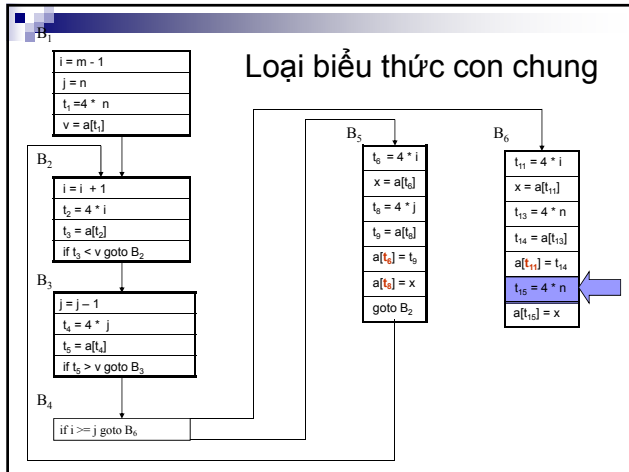 Loại biểu thức con chung
B₁
i = m - 1
j = n
t₁ =4 * n
v = a[t₁]
B₂
i = i + 1
t₂ = 4 * i
t₃ = a[t₂]
if t₃ < v goto B₂
B₃
j = j – 1
t₄ = 4 * j
t₅ = a[t₄]
if t₅ > v goto B₃
B₄
if i >= j goto B₆
B₅
t₆ = 4 * i
x = a[t₆]
t₈ = 4 * j
t₉ = a[t₈]
a[t₆] = t₉
a[t₈] = x
goto B₂
B₆
t₁₁ = 4 * i
x = a[t₁₁]
t₁₃ = 4 * n
t₁₄ = a[t₁₃]
a[t₁₁] = t₁₄
t₁₅ = 4 * n
a[t₁₅] = x